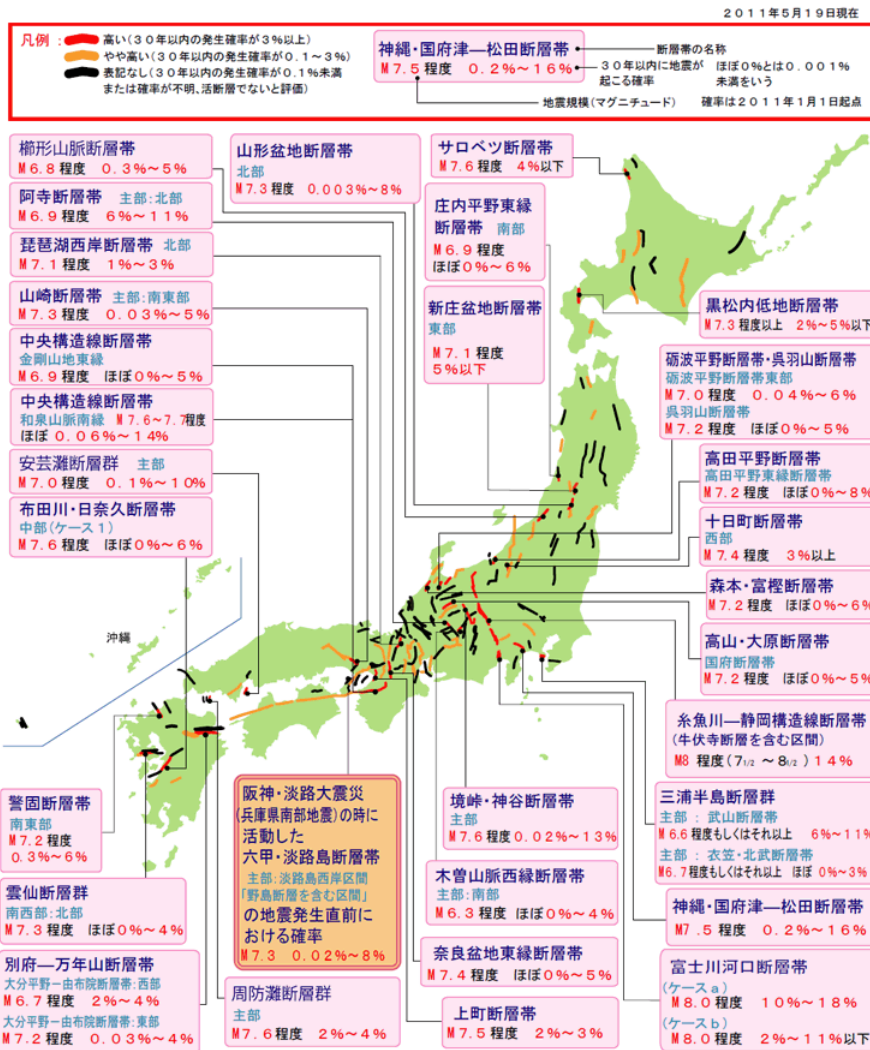 2011年5月19日現在
凡例：
高い(30年以内の発生確率が3%以上)
やや高い(30年以内の発生確率が0.1～3%)
表記なし(30年以内の発生確率が0.1%未満
または確率が不明、活断層でないと評価)
神縄・国府津―松田断層帯
M7.5 程度 0.2%～16%
断層帯の名称
30年以内に地震が
起こる確率
ほぼ0%とは0.001%
未満をいう
地震規模(マグニチュード)
確率は2011年1月1日起点
櫛形山脈断層帯
M6.8 程度 0.3%～5%
阿寺断層帯 主部：北部
M6.9 程度 6%～11%
琵琶湖西岸断層帯 北部
M7.1 程度 1%～3%
山崎断層帯 主部：南東部
M7.3 程度 0.03%～5%
中央構造線断層帯
金剛山地東縁
M6.9 程度 ほぼ0%～5%
中央構造線断層帯
和泉山脈南縁 M7.6～7.7程度
ほぼ 0.06%～14%
安芸灘断層群 主部
M7.0 程度 0.1%～10%
布田川・日奈久断層帯
中部(ケース1)
M7.6 程度 ほぼ0%～6%
山形盆地断層帯
北部
M7.3 程度 0.003%～8%
サロベツ断層帯
M7.6 程度 4%以下
庄内平野東縁
断層帯 南部
M6.9 程度
ほぼ0%～6%
新庄盆地断層帯
東部
M7.1 程度
5%以下
黒松内低地断層帯
M7.3 程度以上 2%～5%以下
砺波平野断層帯・呉羽山断層帯
砺波平野断層帯東部
M7.0 程度 0.04%～6%
呉羽山断層帯
M7.2 程度 ほぼ0%～5%
高田平野断層帯
高田平野東縁断層帯
M7.2 程度 ほぼ0%～8%
十日町断層帯
西部
M7.4 程度 3%以上
森本・富樫断層帯
M7.2 程度 ほぼ0%～6%
高山・大原断層帯
国府断層帯
M7.2 程度 ほぼ0%～5%
糸魚川―静岡構造線断層帯
(牛伏寺断層を含む区間)
M8 程度(7 1/2 ～8 1/2 )14%
三浦半島断層群
主部 ： 武山断層帯
M6.6 程度もしくはそれ以上 6%～11%
主部 ： 衣笠・北武断層帯
M6.7 程度もしくはそれ以上 ほぼ 0%～3%
神縄・国府津―松田断層帯
M7.5 程度 0.2%～16%
富士川河口断層帯
(ケースa)
M8.0 程度 10%～18%
(ケースb)
M8.0 程度 2%～11%以下
沖縄
警固断層帯
南東部
M7.2 程度
0.3%～6%
雲仙断層群
南西部：北部
M7.3 程度 ほぼ0%～4%
別府―万年山断層帯
大分平野－由布院断層帯：西部
M6.7 程度 2%～4%
大分平野－由布院断層帯：東部
M7.2 程度 0.03%～4%
阪神・淡路大震災
(兵庫県南部地震)の時に
活動した
六甲・淡路島断層帯
主部：淡路島西岸区間
「野島断層を含む区間」
の地震発生直前に
おける確率
M7.3 0.02%～8%
周防灘断層群
主部
M7.6 程度 2%～4%
境峠・神谷断層帯
主部
M7.6 程度 0.02%～13%
木曽山脈西縁断層帯
主部：南部
M6.3 程度 ほぼ0%～4%
奈良盆地東縁断層帯
M7.4 程度 ほぼ0%～5%
上町断層帯
M7.5 程度 2%～3%